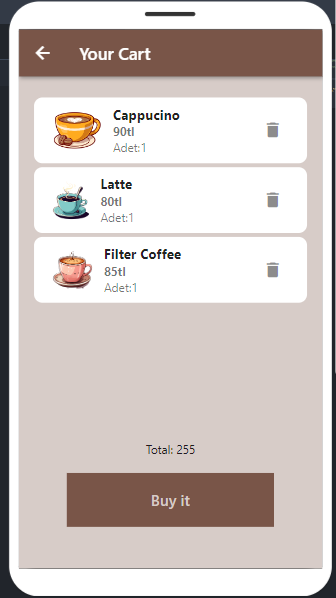 Your Cart
Cappucino
90tl
Adet:1
Latte
80tl
Adet:1
Filter Coffee
85tl
Adet:1
Total: 255
Buy it